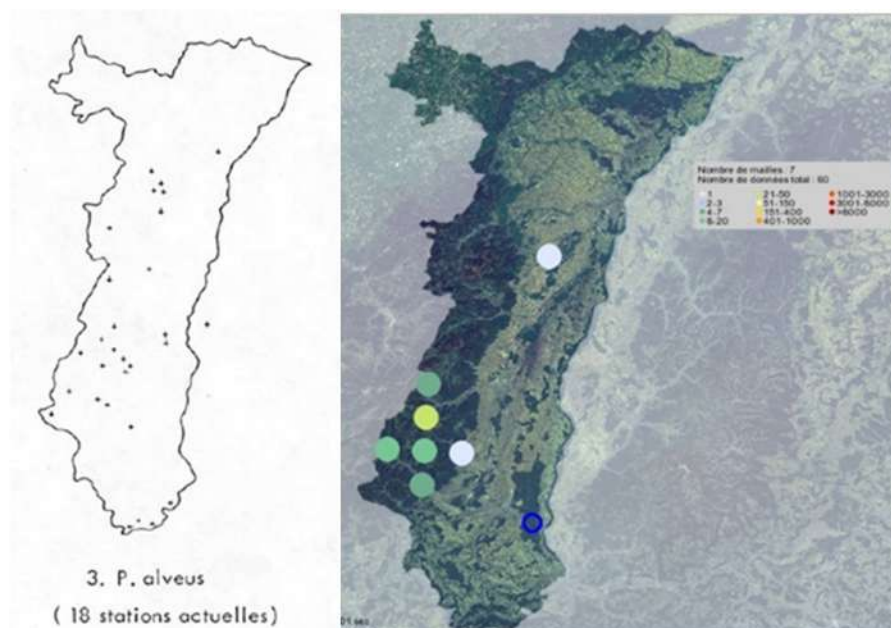 3. P. alveus
( 18 stations actuelles)
Nombre de mailles : 7
Nombre de données total : 60
1 21-50 1001-3000
2-3 51-150 3001-6000
4-7 151-400 >6000
8-20 401-1000